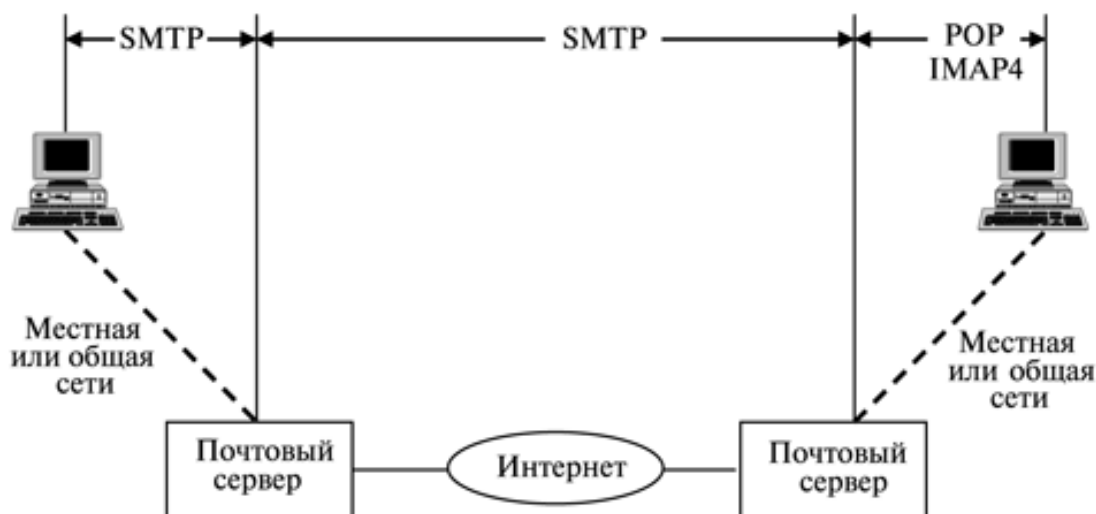 SMTP
SMTP
POP
IMAP4
Местная
или общая
сети
Местная
или общая
сети
Почтовый
сервер
Интернет
Почтовый
сервер